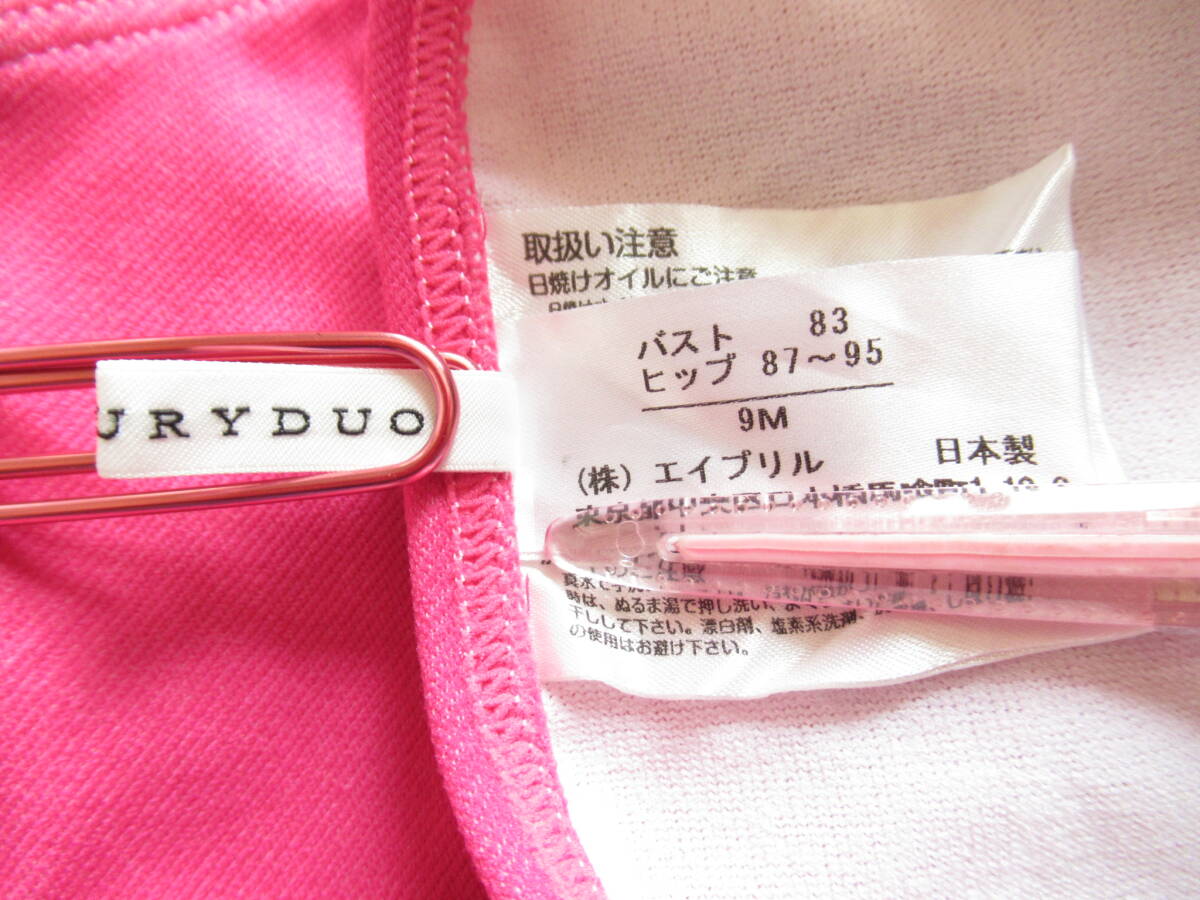 取扱い注意
日焼けオイルにご注意
バスト 83
ヒップ 87～95
9M
(株) エイプリル 日本製
URYDUO
時は、ぬるま湯で押し洗い、
干しして下さい。漂白剤、塩素系洗剤、
の使用はお避け下さい。